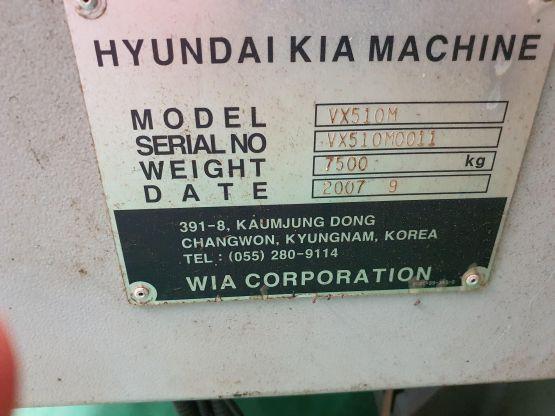 HYUNDAI KIA MACHINE
MODEL VX510M
SERIAL NO VX510M0011
WEIGHT 7500 kg
DATE 2007 9
391-8, KAUMJUNG DONG
CHANGWON, KYUNGNAM, KOREA
TEL : (055) 280-9114
WIA CORPORATION